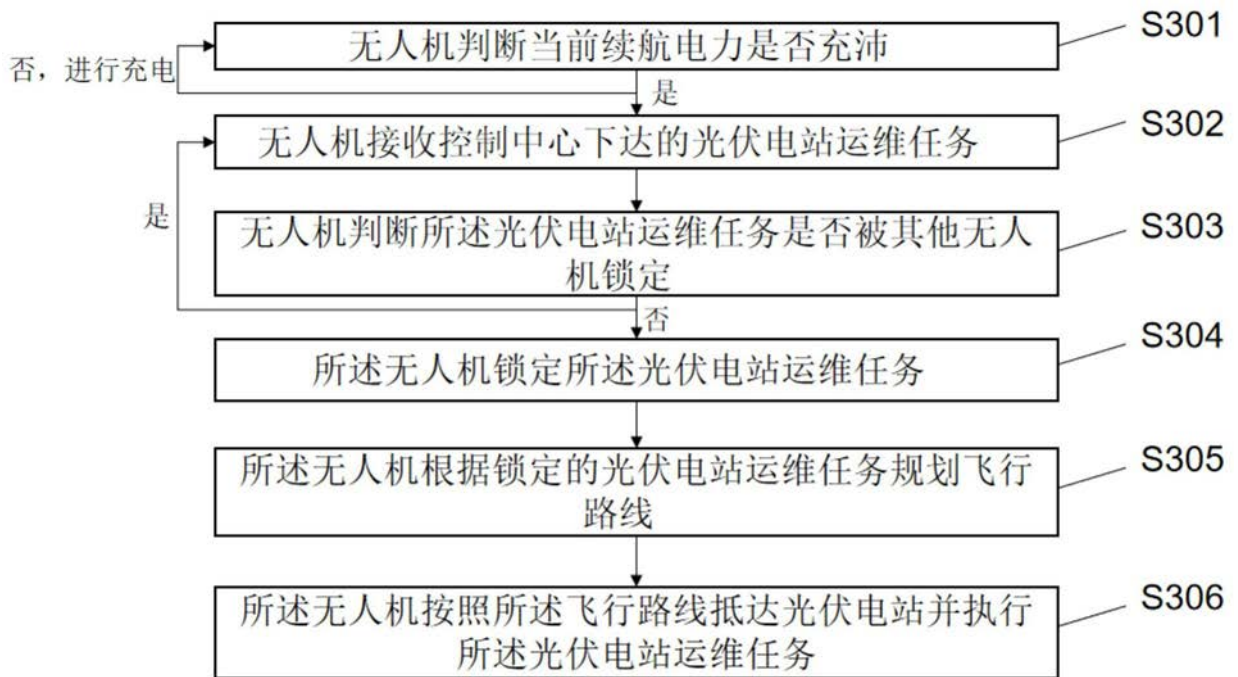 无人机判断当前续航电力是否充沛
S301
否，进行充电
是
无人机接收控制中心下达的光伏电站运维任务
S302
是
无人机判断所述光伏电站运维任务是否被其他无人
机锁定
S303
否
所述无人机锁定所述光伏电站运维任务
S304
所述无人机根据锁定的光伏电站运维任务规划飞行
路线
S305
所述无人机按照所述飞行路线抵达光伏电站并执行
所述光伏电站运维任务
S306